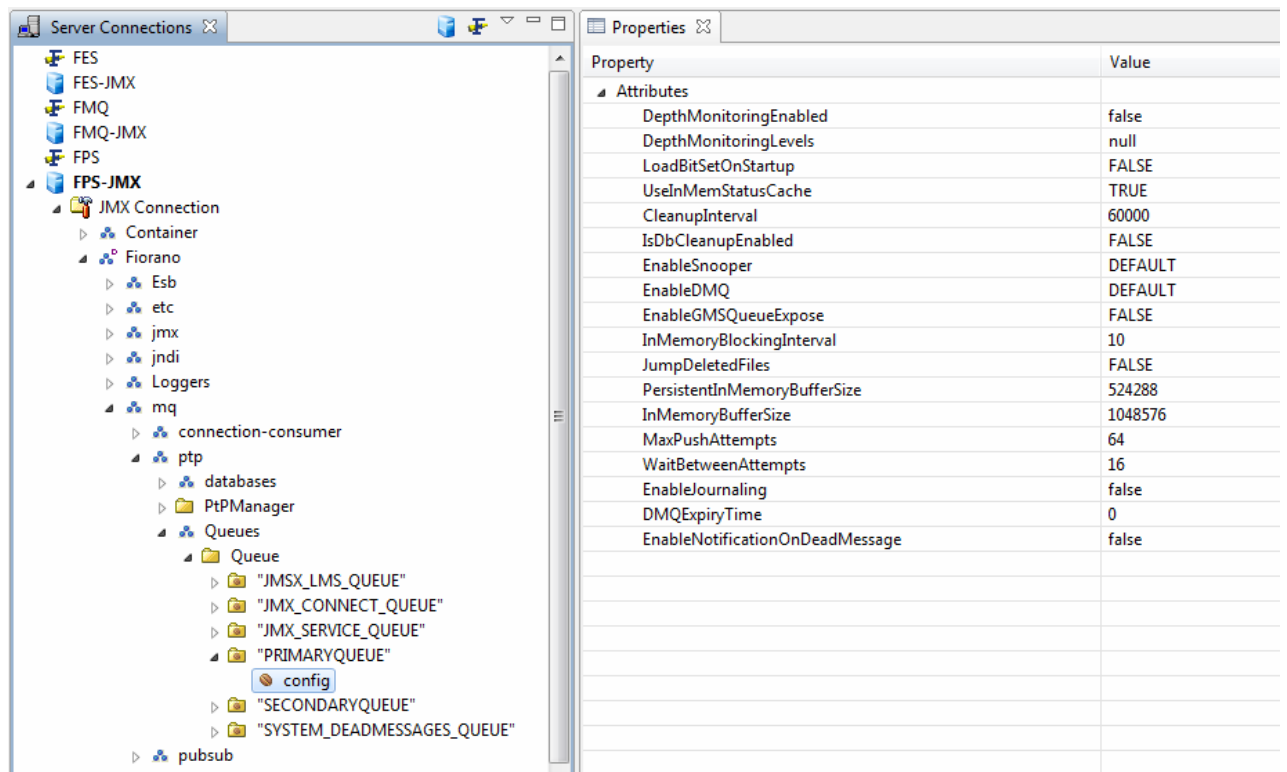 Server Connections
FES
FES-JMX
FMQ
FMQ-JMX
FPS
FPS-JMX
JMX Connection
Container
Fiorano
Esb
etc
jmx
jndi
Loggers
mq
connection-consumer
ptp
databases
PtPManager
Queues
Queue
"JMSX_LMS_QUEUE"
"JMX_CONNECT_QUEUE"
"JMX_SERVICE_QUEUE"
"PRIMARYQUEUE"
config
"SECONDARYQUEUE"
"SYSTEM_DEADMESSAGES_QUEUE"
pubsub
Properties
Property Value
Attributes
DepthMonitoringEnabled false
DepthMonitoringLevels null
LoadBitSetOnStartup FALSE
UseInMemStatusCache TRUE
CleanupInterval 60000
IsDbCleanupEnabled FALSE
EnableSnooper DEFAULT
EnableDMQ DEFAULT
EnableGMSQueueExpose FALSE
InMemoryBlockingInterval 10
JumpDeletedFiles FALSE
PersistentInMemoryBufferSize 524288
InMemoryBufferSize 1048576
MaxPushAttempts 64
WaitBetweenAttempts 16
EnableJournaling false
DMQExpiryTime 0
EnableNotificationOnDeadMessage false